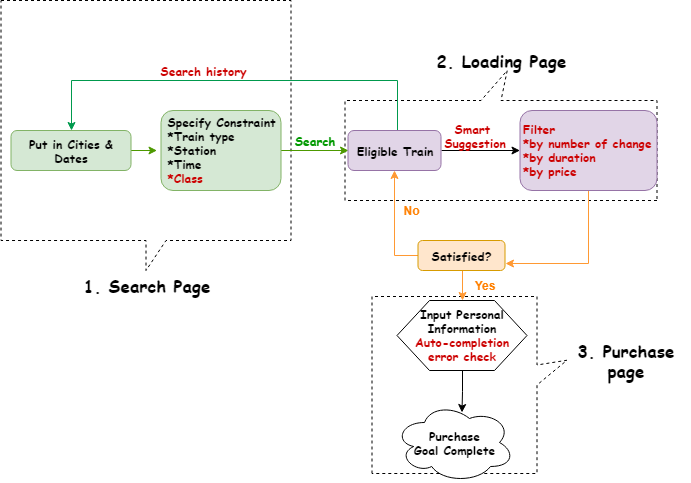 2. Loading Page
Search history
Put in Cities &
Dates
Specify Constraint
*Train type
*Station
*Time
*Class
Search
Eligible Train
Smart
Suggestion
Filter
*by number of change
*by duration
*by price
No
Satisfied?
1. Search Page
Yes
Input Personal
Information
Auto-completion
error check
3. Purchase
page
Purchase
Goal Complete